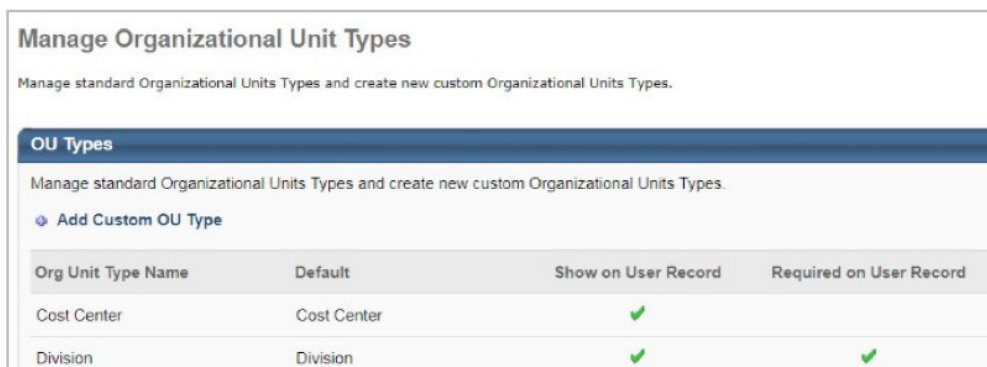 Manage Organizational Unit Types
Manage standard Organizational Units Types and create new custom Organizational Units Types.
OU Types
Manage standard Organizational Units Types and create new custom Organizational Units Types.
Add Custom OU Type
Org Unit Type Name Default Show on User Record Required on User Record
Cost Center Cost Center
Division Division